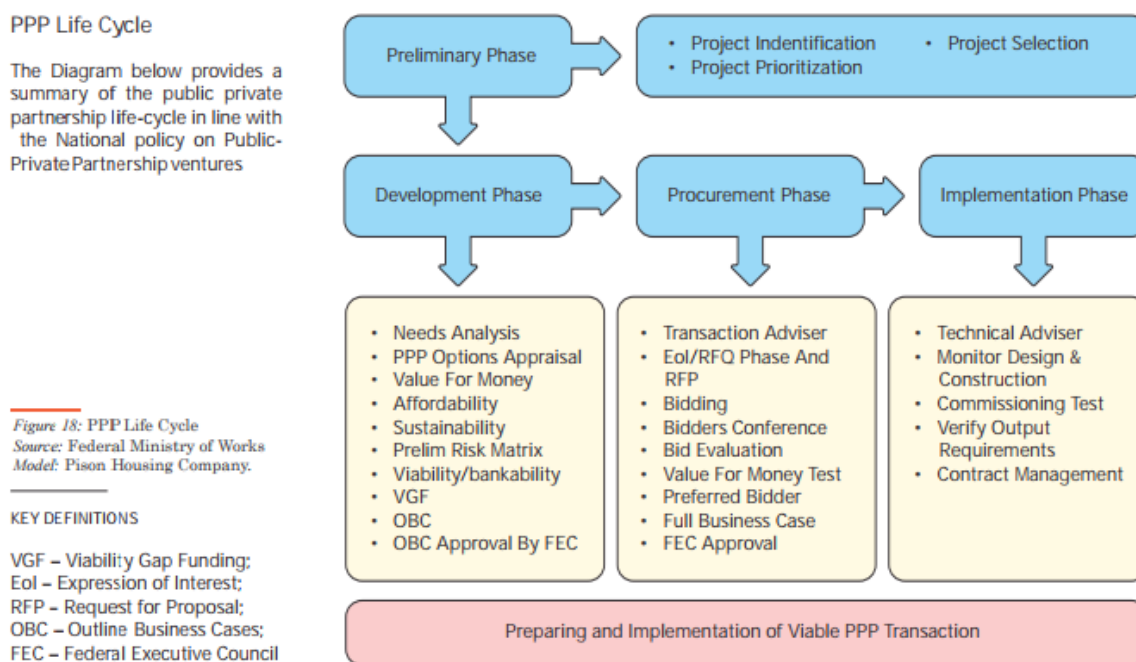 PPP Life Cycle
The Diagram below provides a
summary of the public private
partnership life-cycle in line with
the National policy on Public-
Private Partnership ventures
Figure 18: PPP Life Cycle
Source: Federal Ministry of Works
Model: Pison Housing Company.
KEY DEFINITIONS
VGF – Viability Gap Funding;
EoI – Expression of Interest;
RFP – Request for Proposal;
OBC – Outline Business Cases;
FEC – Federal Executive Council
Preliminary Phase
• Project Indentification
• Project Prioritization
• Project Selection
Development Phase
Procurement Phase
Implementation Phase
• Needs Analysis
• PPP Options Appraisal
• Value For Money
• Affordability
• Sustainability
• Prelim Risk Matrix
• Viability/bankability
• VGF
• OBC
• OBC Approval By FEC
• Transaction Adviser
• EoI/RFQ Phase And
RFP
• Bidding
• Bidders Conference
• Bid Evaluation
• Value For Money Test
• Preferred Bidder
• Full Business Case
• FEC Approval
• Technical Adviser
• Monitor Design &
Construction
• Commissioning Test
• Verify Output
Requirements
• Contract Management
Preparing and Implementation of Viable PPP Transaction